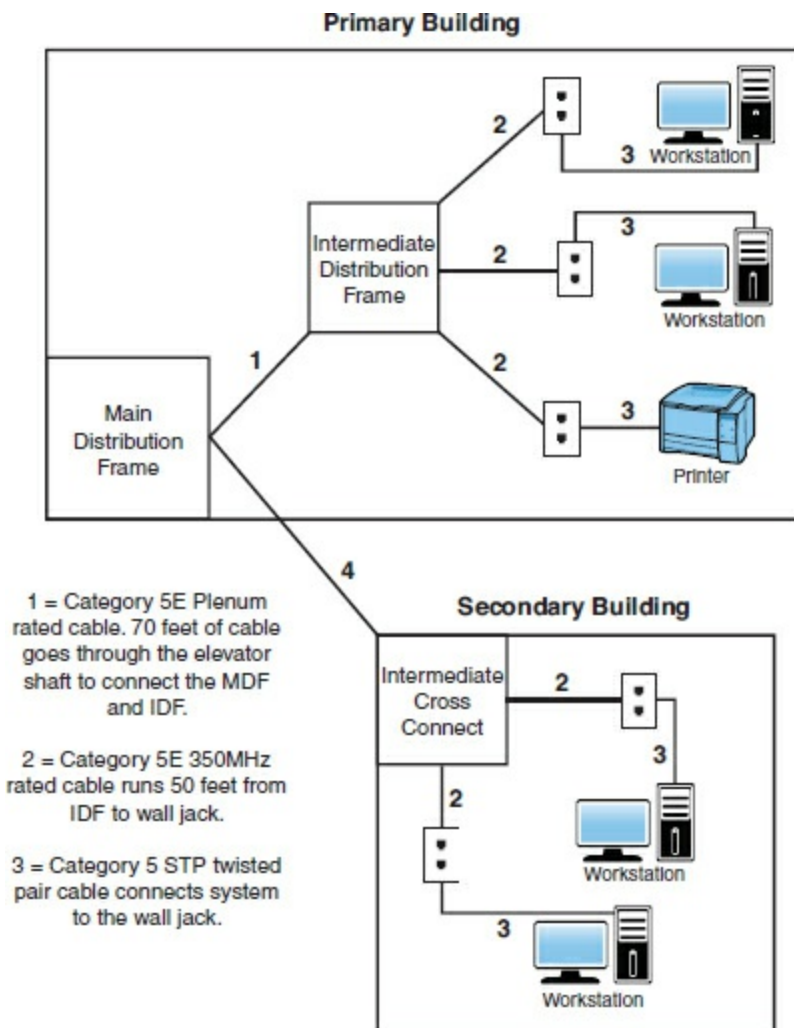 Primary Building
2
3 Workstation
Intermediate
Distribution
Frame
2
3
Workstation
1
2
3
Main
Distribution
Frame
Printer
4
1 = Category 5E Plenum
rated cable. 70 feet of cable
goes through the elevator
shaft to connect the MDF
and IDF.
2 = Category 5E 350MHz
rated cable runs 50 feet from
IDF to wall jack.
3 = Category 5 STP twisted
pair cable connects system
to the wall jack.
Secondary Building
Intermediate
Cross
Connect
2
3
2
Workstation
3
Workstation